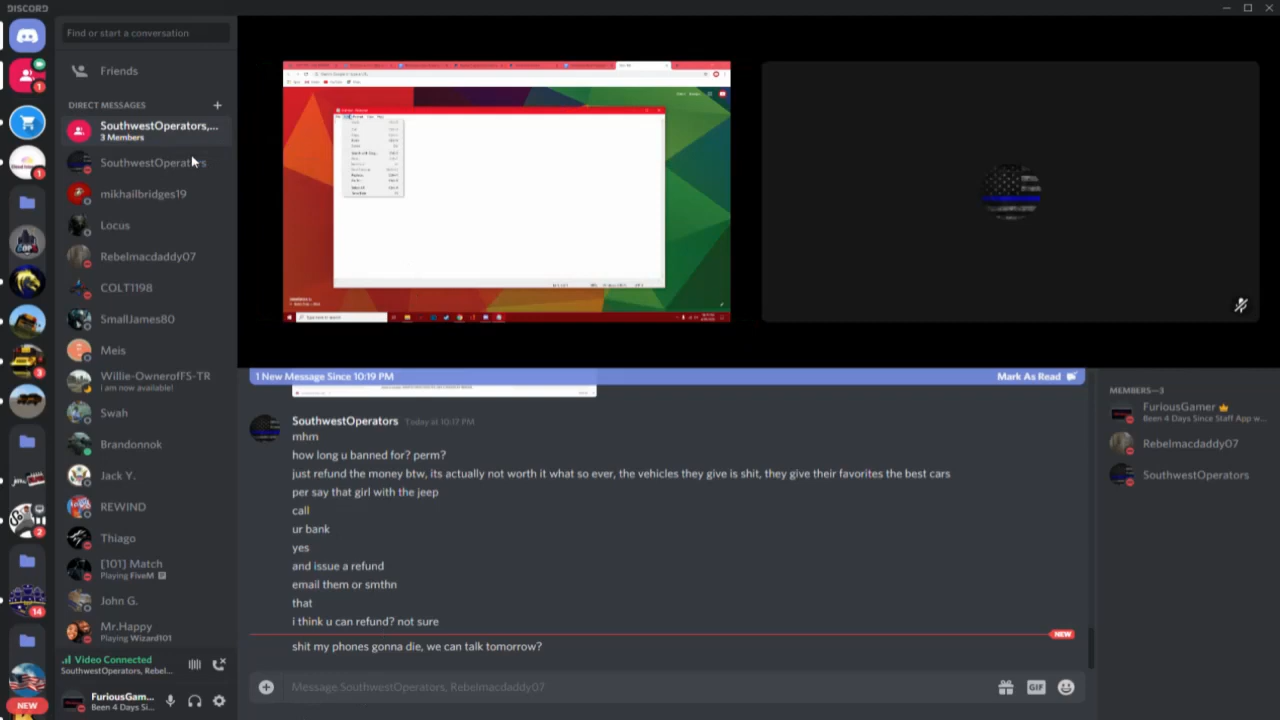 DISCORD
Find or start a conversation
Friends
DIRECT MESSAGES
SouthwestOperators,...
3 Members
SouthwestOperators
mikhailbridges19
Locus
Rebelmacdaddy07
COLT1198
SmallJames80
Meis
Willie-OwnerofFS-TR
I am now available!
Swah
Brandonnok
Jack Y.
REWIND
Thiago
[101] Match
Playing FiveM
John G.
Mr.Happy
Playing Wizard101
Video Connected
SouthwestOperators, Rebel...
FuriousGam...
Been 4 Days Si...
1
1
3
2
14
NEW
1 New Message Since 10:19 PM
Mark As Read
SouthwestOperators Today at 10:17 PM
mhm
how long u banned for? perm?
just refund the money btw, its actually not worth it what so ever, the vehicles they give is shit, they give their favorites the best cars
per say that girl with the jeep
call
ur bank
yes
and issue a refund
email them or smthn
that
i think u can refund? not sure
NEW
shit my phones gonna die, we can talk tomorrow?
Message SouthwestOperators, Rebelmacdaddy07
GIF
MEMBERS—3
FuriousGamer
Been 4 Days Since Staff App w...
Rebelmacdaddy07
SouthwestOperators